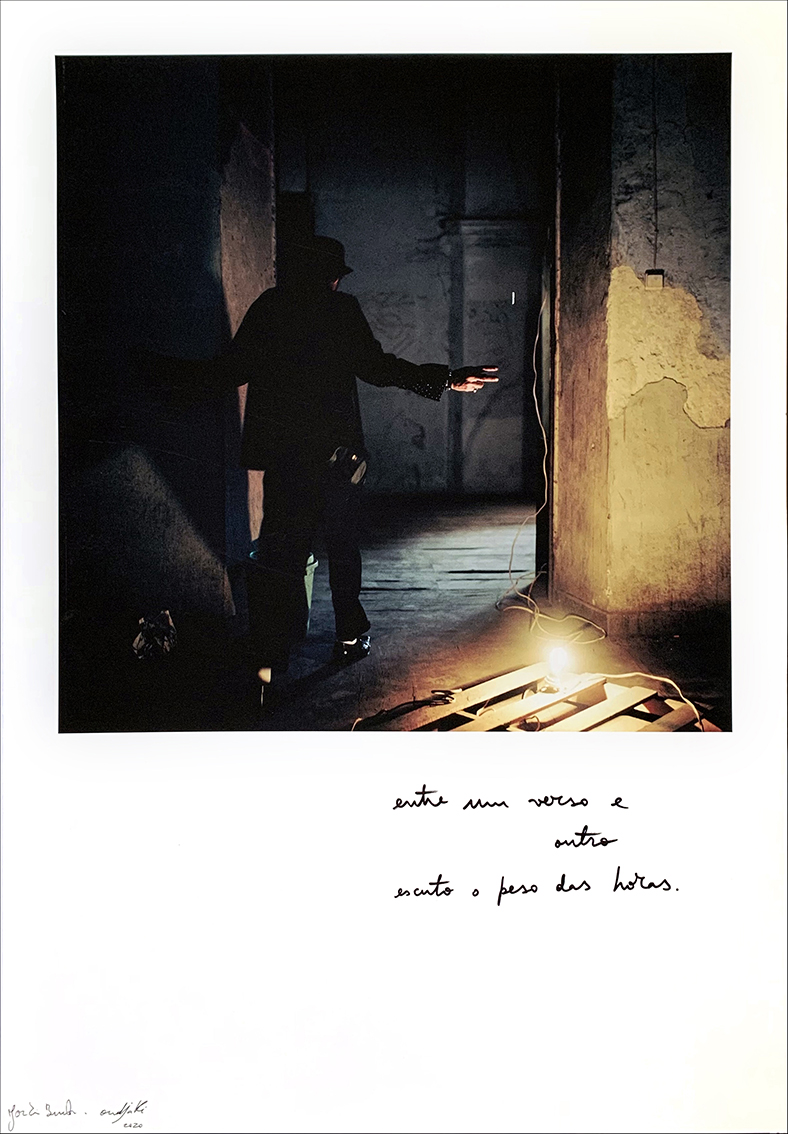 entre um verso e
outro
escuto o peso das horas.
ondjaki
2020